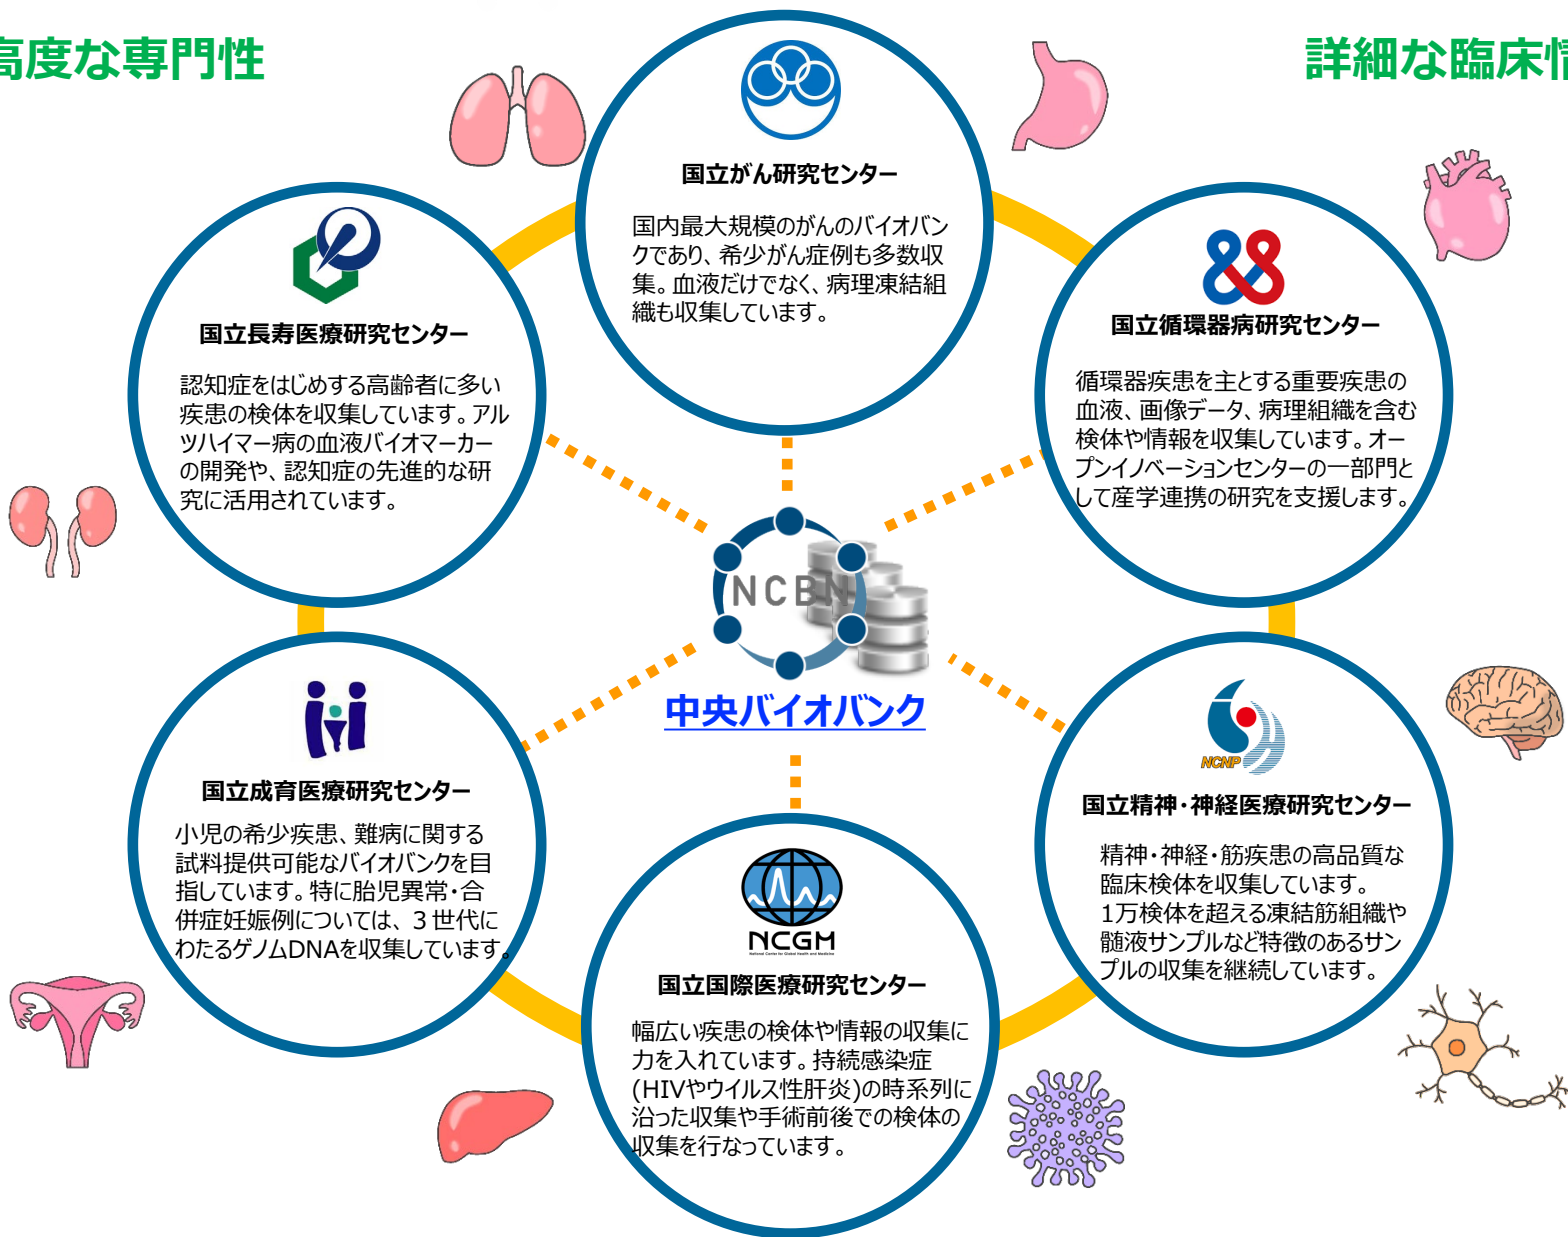 高度な専門性
詳細な臨床情
国立がん研究センター
国内最大規模のがんのバイオバン
クであり、希少がん症例も多数収
集。血液だけでなく、病理凍結組
織も収集しています。
国立長寿医療研究センター
認知症をはじめする高齢者に多い
疾患の検体を収集しています。アル
ツハイマー病の血液バイオマーカー
の開発や、認知症の先進的な研
究に活用されています。
国立循環器病研究センター
循環器疾患を主とする重要疾患の
血液、画像データ、病理組織を含む
検体や情報を収集しています。オー
プンイノベーションセンターの一部門と
して産学連携の研究を支援します。
NCBN
中央バイオバンク
国立成育医療研究センター
小児の希少疾患、難病に関する
試料提供可能なバイオバンクを目
指しています。特に胎児異常・合
併症妊娠例については、３世代に
わたるゲノムDNAを収集しています。
NCNP
国立精神・神経医療研究センター
精神・神経・筋疾患の高品質な
臨床検体を収集しています。
1万検体を超える凍結筋組織や
髄液サンプルなど特徴のあるサン
プルの収集を継続しています。
NCGM
National Center for Global Health and Medicine
国立国際医療研究センター
幅広い疾患の検体や情報の収集に
力を入れています。持続感染症
(HIVやウイルス性肝炎)の時系列に
沿った収集や手術前後での検体の
収集を行なっています。